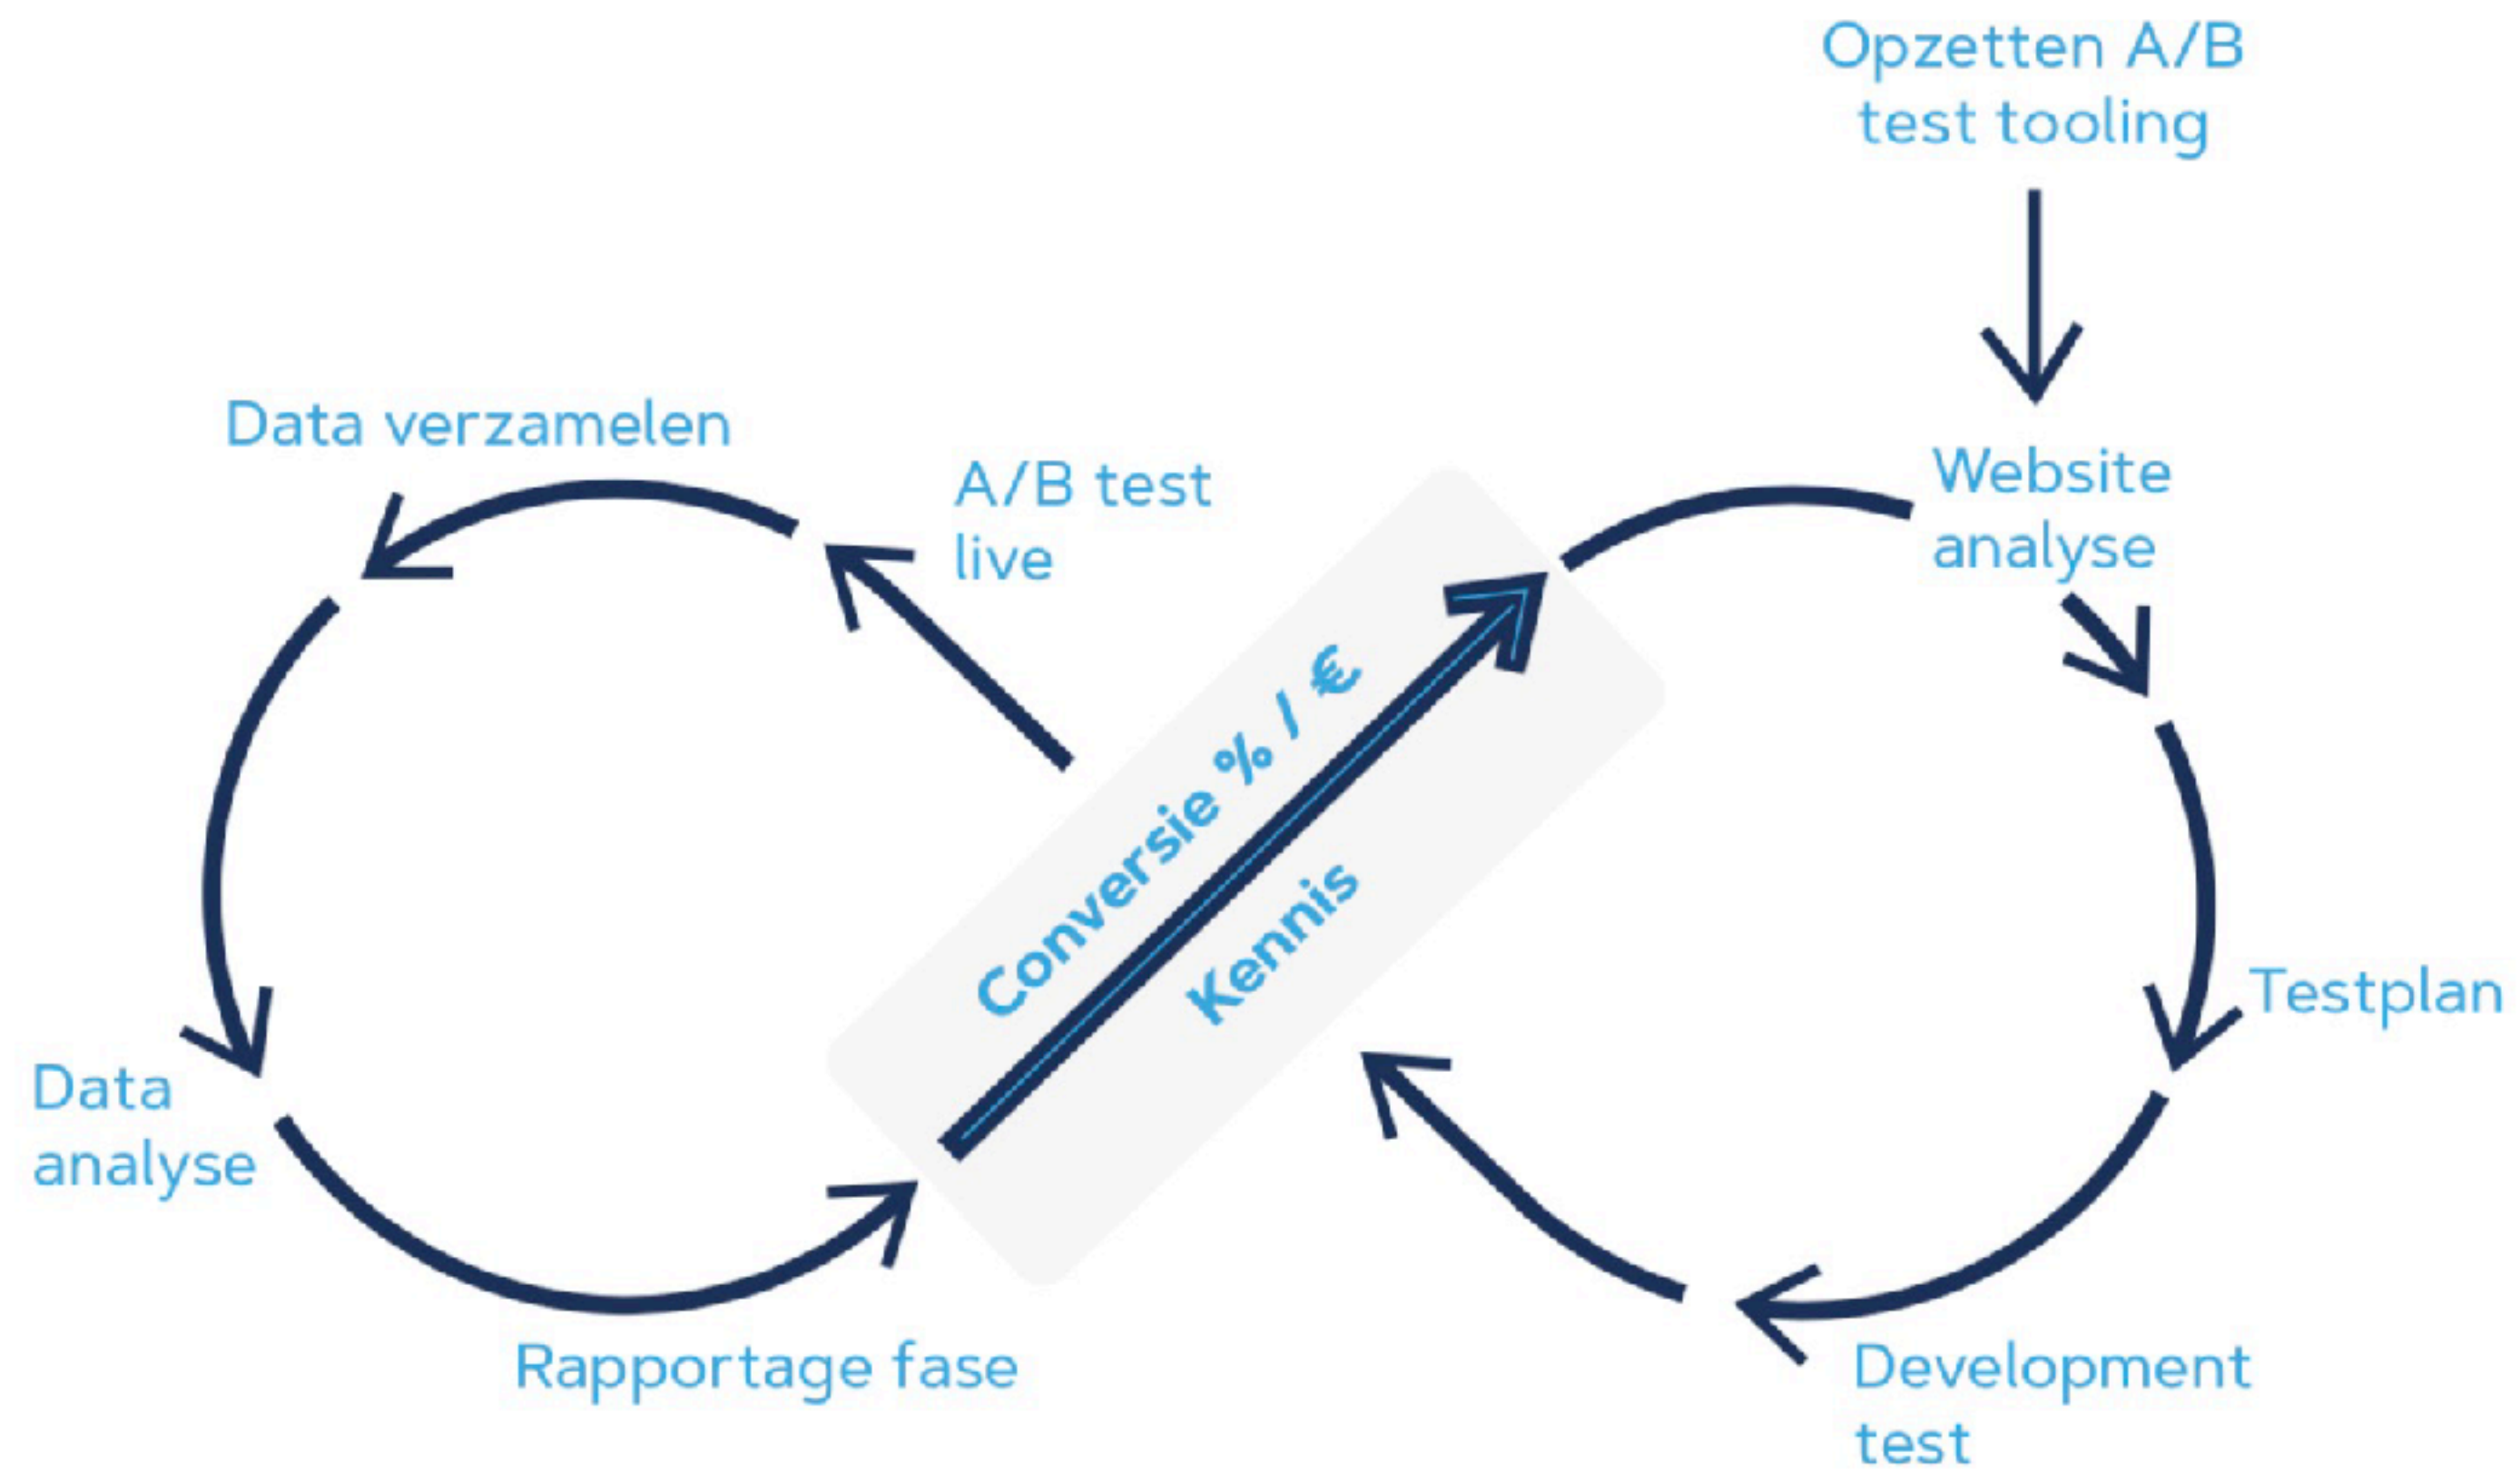 Opzetten A/B
test tooling
Website
analyse
Testplan
Development
test
A/B test
live
Data verzamelen
Data
analyse
Rapportage fase
Conversie % / €
Kennis